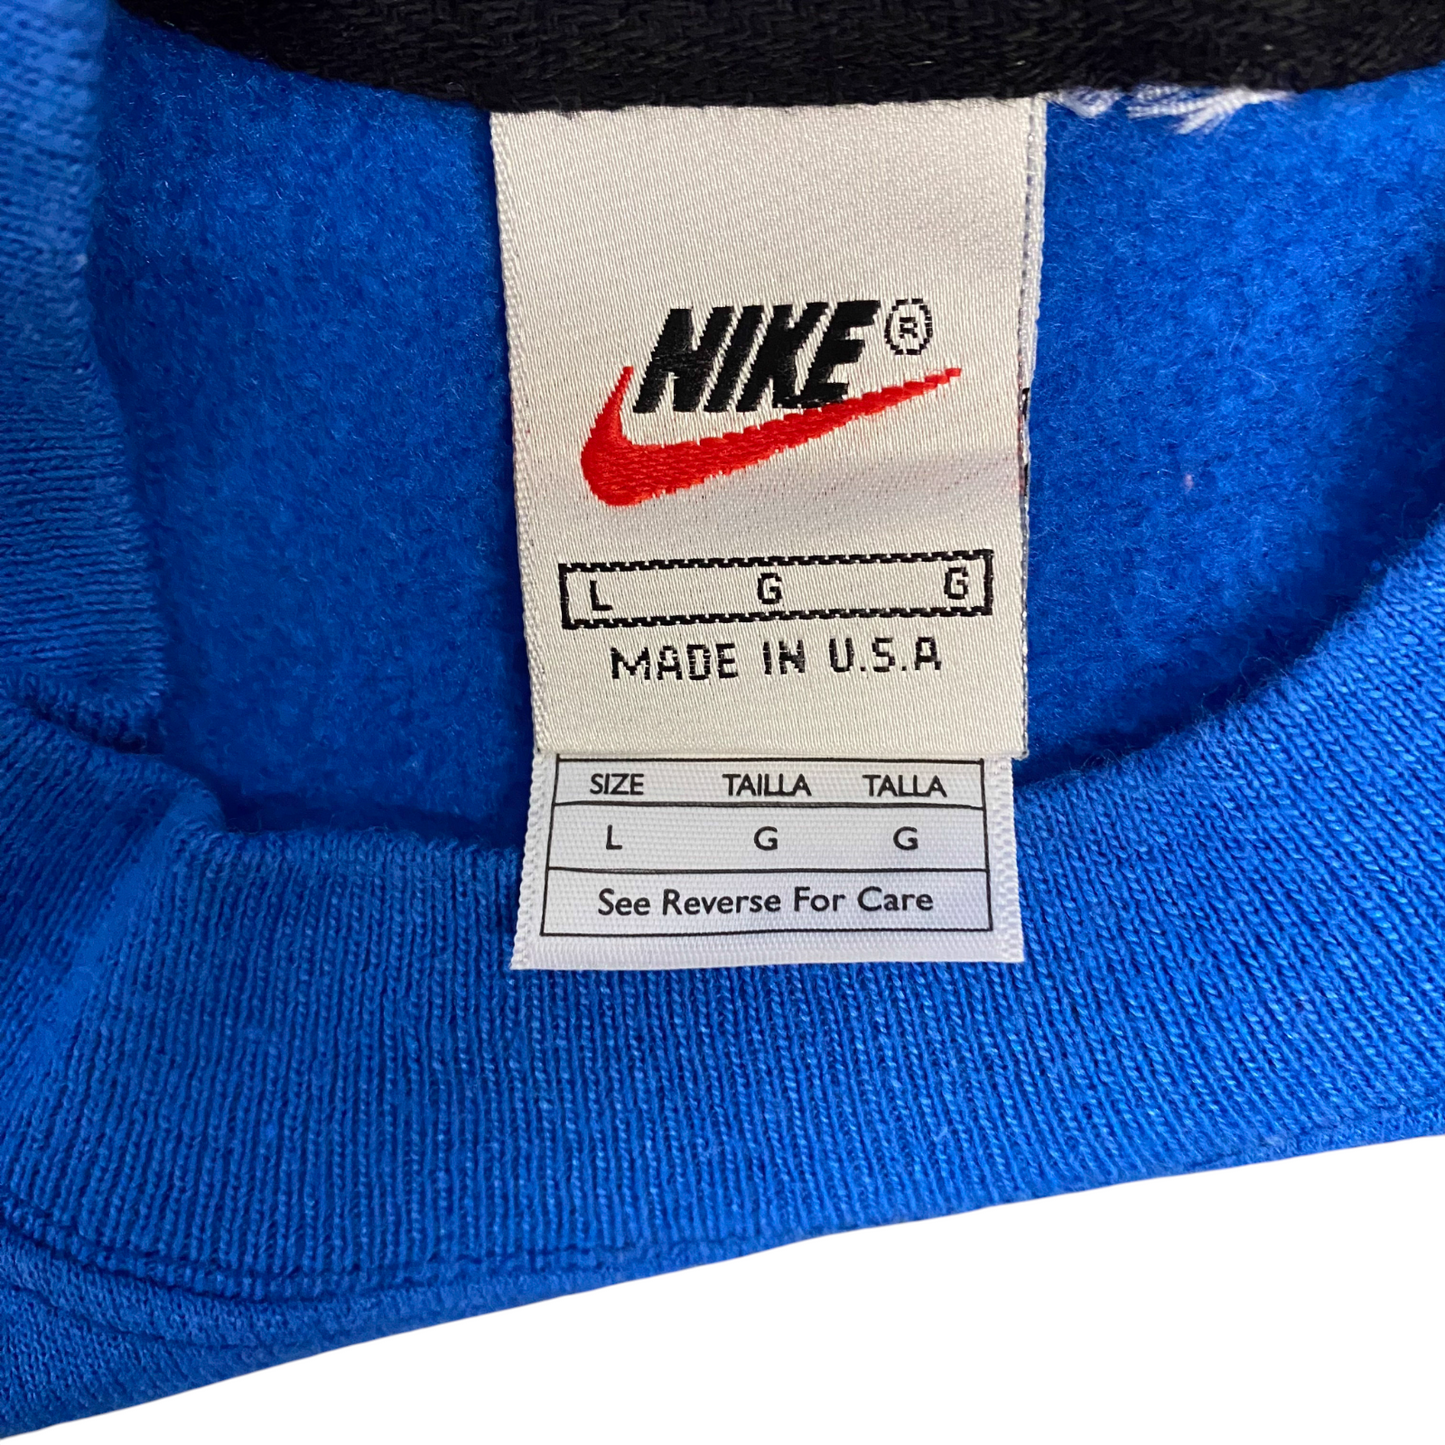 NIKE®
L G G
MADE IN U.S.A
SIZE TAILLA TALLA
L G G
See Reverse For Care